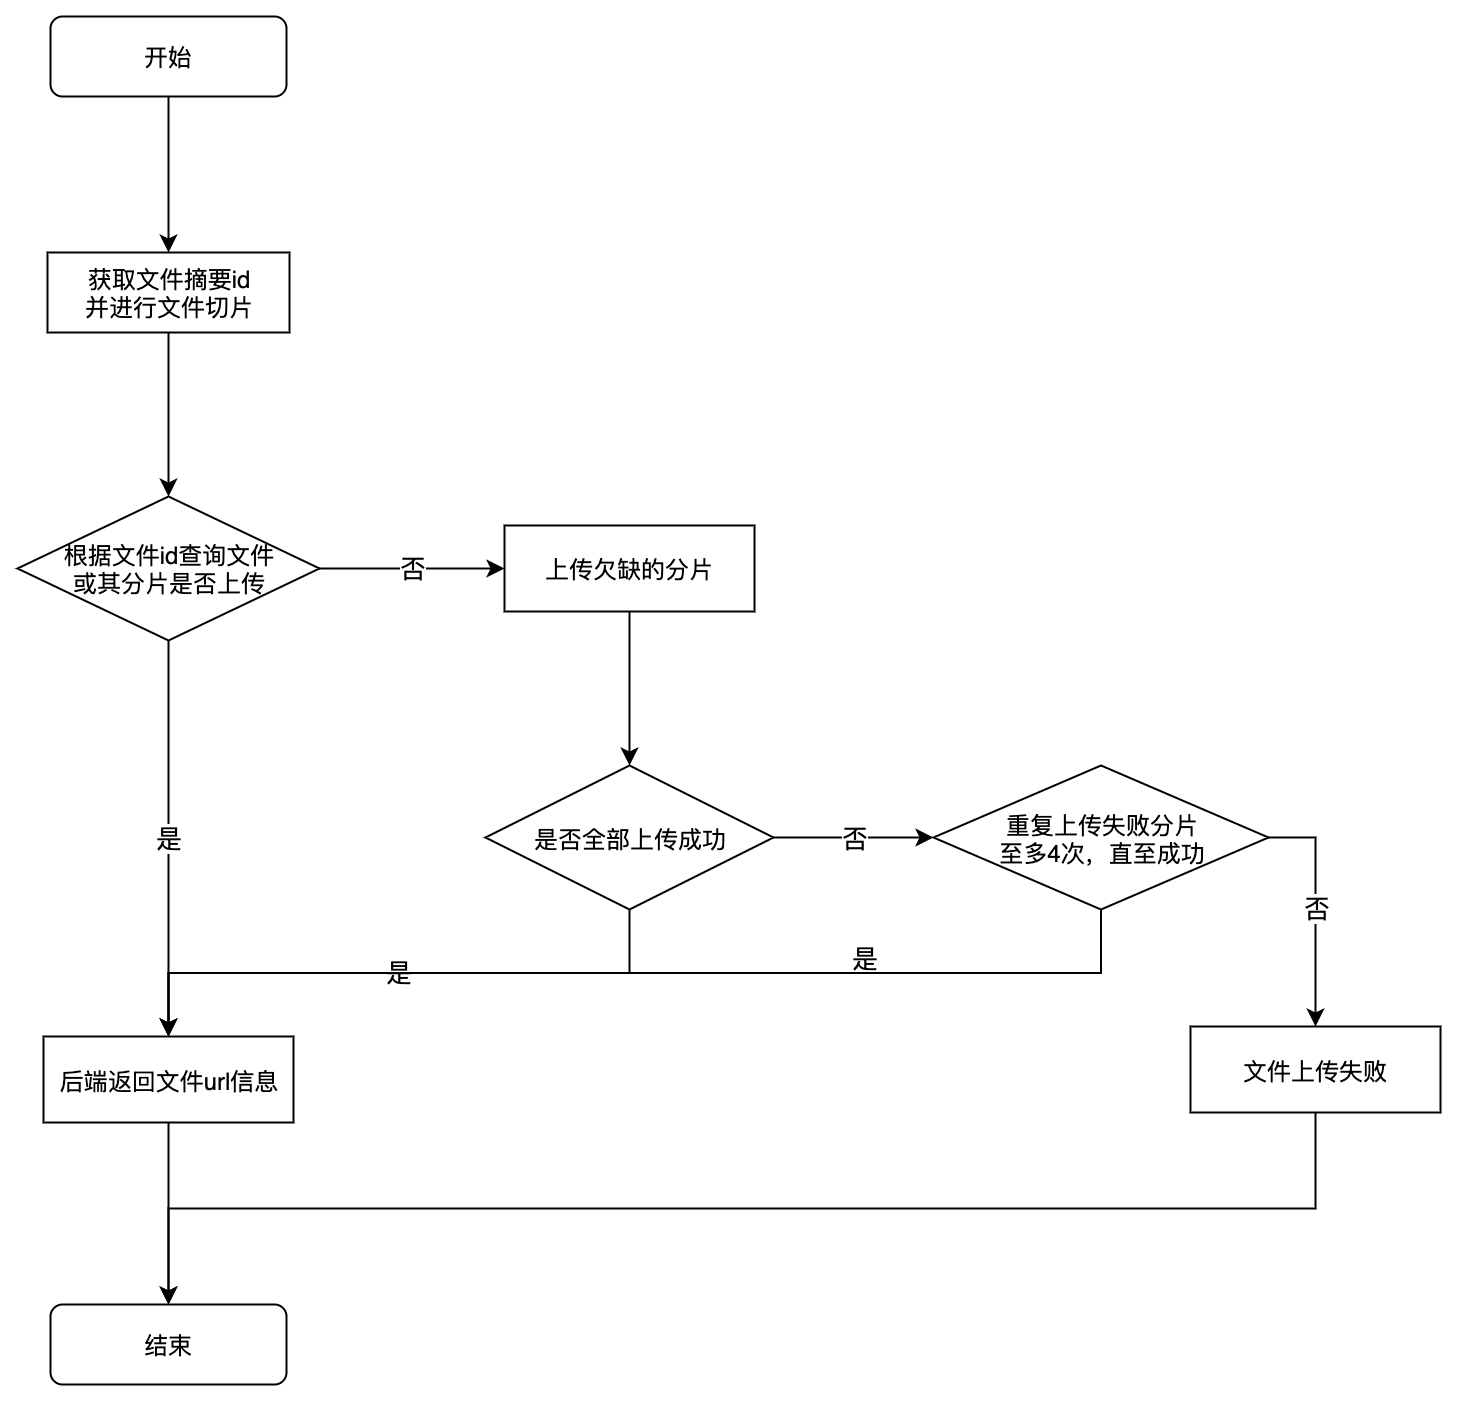 开始
获取文件摘要id
并进行文件切片
根据文件id查询文件
或其分片是否上传
否
上传欠缺的分片
是
是否全部上传成功
否
重复上传失败分片
至多4次，直至成功
否
是
是
后端返回文件url信息
文件上传失败
结束